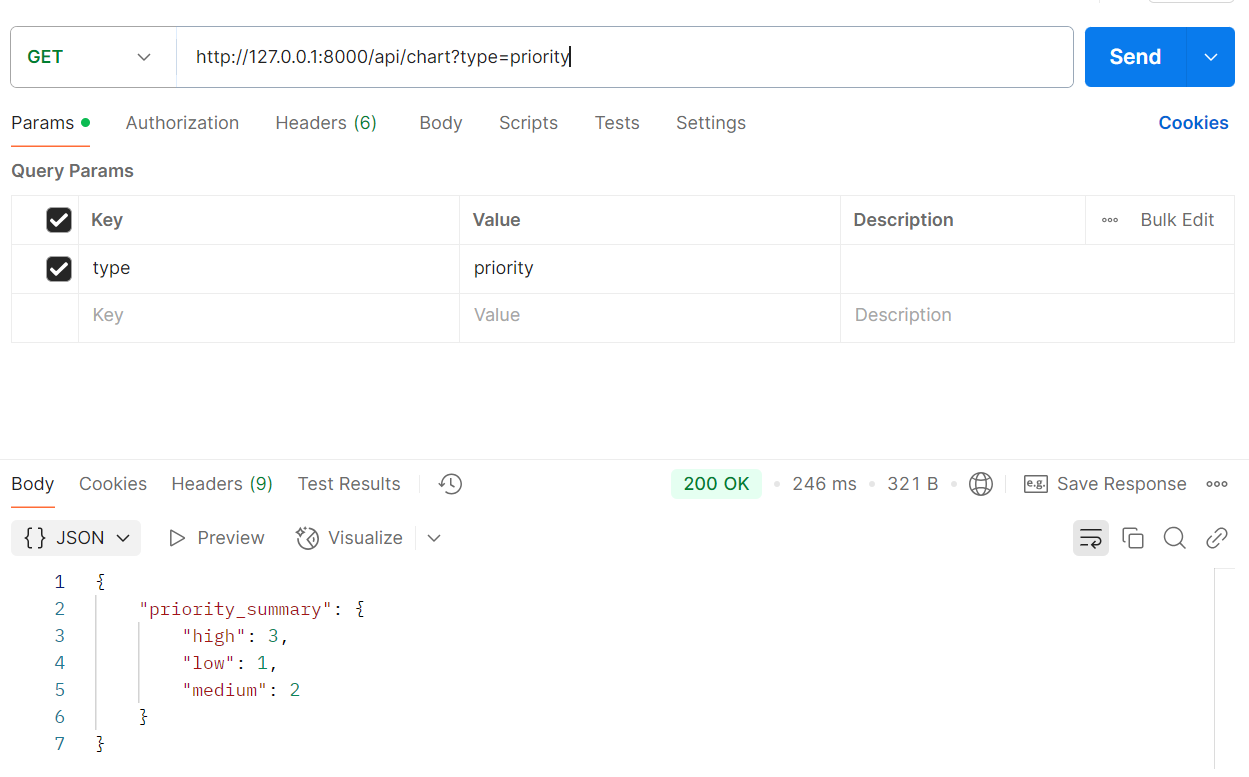 GET http://127.0.0.1:8000/api/chart?type=priority Send
Params Authorization Headers (6) Body Scripts Tests Settings Cookies
Query Params
Key Value Description Bulk Edit
type priority
Key Value Description
Body Cookies Headers (9) Test Results 200 OK 246 ms 321 B e.g. Save Response
{} JSON Preview Visualize
1 {
2 "priority_summary": {
3 "high": 3,
4 "low": 1,
5 "medium": 2
6 }
7 }